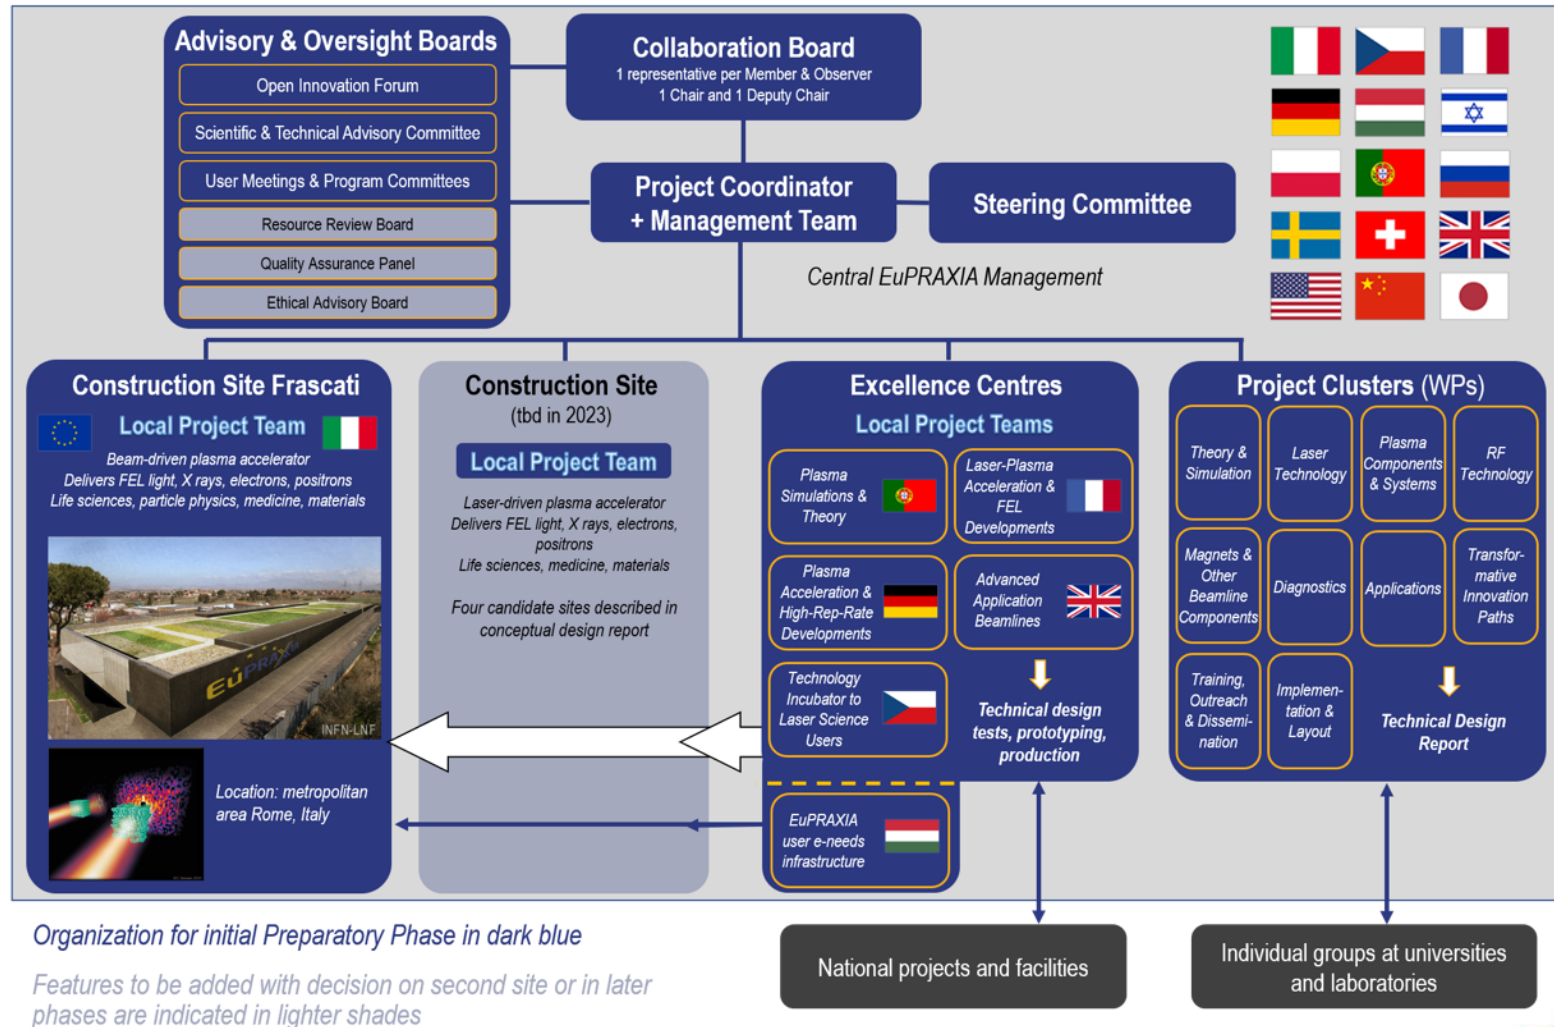 Advisory & Oversight Boards
Open Innovation Forum
Scientific & Technical Advisory Committee
User Meetings & Program Committees
Resource Review Board
Quality Assurance Panel
Ethical Advisory Board
Collaboration Board
1 representative per Member & Observer
1 Chair and 1 Deputy Chair
Project Coordinator
+ Management Team
Steering Committee
Central EuPRAXIA Management
Construction Site Frascati
Local Project Team
Beam-driven plasma accelerator
Delivers FEL light, X rays, electrons, positrons
Life sciences, particle physics, medicine, materials
EuPRAXIA
INFN-LNF
Location: metropolitan
area Rome, Italy
Construction Site
(tbd in 2023)
Local Project Team
Laser-driven plasma accelerator
Delivers FEL light, X rays, electrons,
positrons
Life sciences, medicine, materials
Four candidate sites described in
conceptual design report
Excellence Centres
Local Project Teams
Plasma
Simulations &
Theory
Laser-Plasma
Acceleration &
FEL
Developments
Plasma
Acceleration &
High-Rep-Rate
Developments
Advanced
Application
Beamlines
Technology
Incubator to
Laser Science
Users
Technical design
tests, prototyping,
production
EuPRAXIA
user e-needs
infrastructure
Project Clusters (WPs)
Theory &
Simulation
Laser
Technology
Plasma
Components
& Systems
RF
Technology
Magnets &
Other
Beamline
Components
Diagnostics
Applications
Transfor-
mative
Innovation
Paths
Training,
Outreach
& Dissemi-
nation
Implemen-
tation &
Layout
Technical Design
Report
National projects and facilities
Individual groups at universities
and laboratories
Organization for initial Preparatory Phase in dark blue
Features to be added with decision on second site or in later
phases are indicated in lighter shades